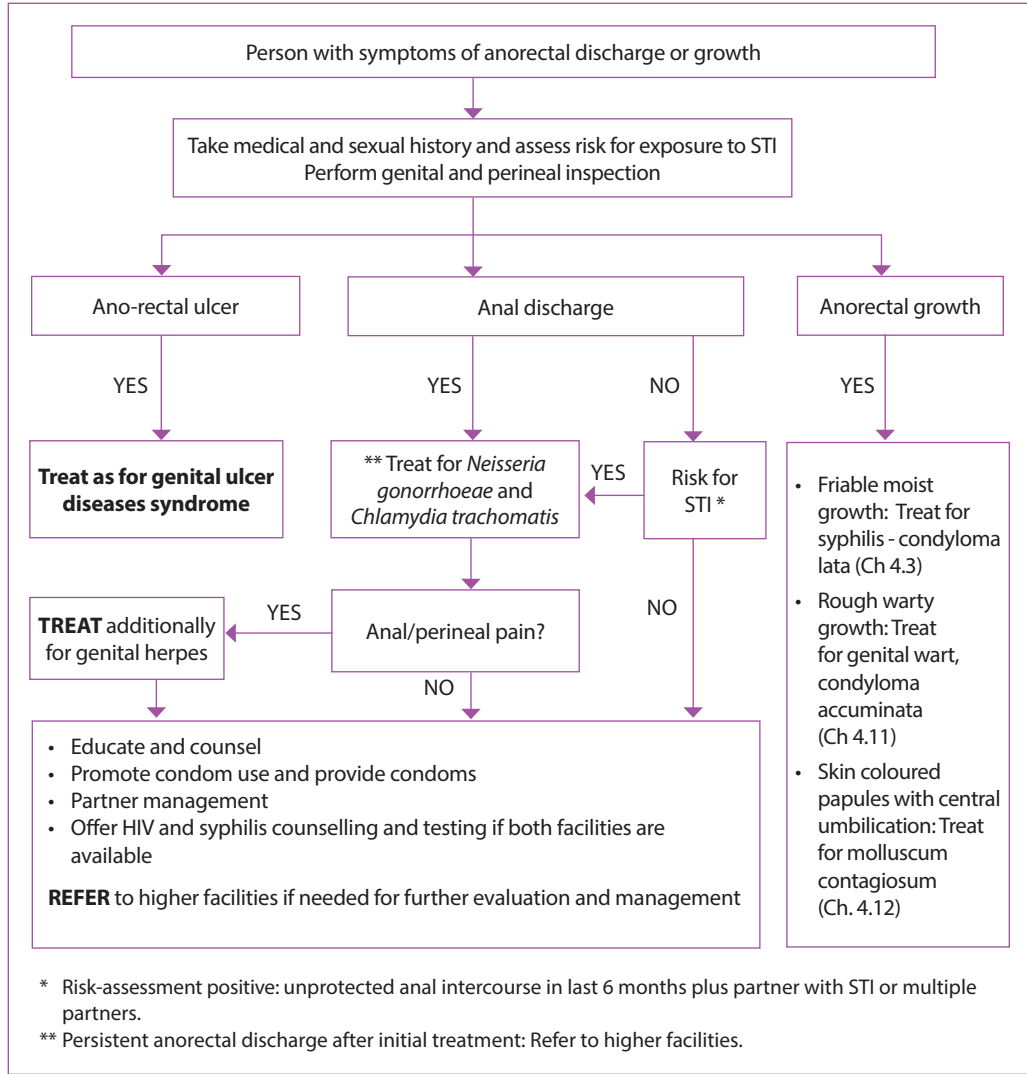 Person with symptoms of anorectal discharge or growth
Take medical and sexual history and assess risk for exposure to STI
Perform genital and perineal inspection
Ano-rectal ulcer
Anal discharge
Anorectal growth
YES
YES
NO
YES
Treat as for genital ulcer
diseases syndrome
** Treat for Neisseria
gonorrhoeae and
Chlamydia trachomatis
YES
Risk for
STI *
• Friable moist
growth: Treat for
syphilis - condyloma
lata (Ch 4.3)
• Rough warty
growth: Treat
for genital wart,
condyloma
accuminata
(Ch 4.11)
• Skin coloured
papules with central
umbilication: Treat
for molluscum
contagiosum
(Ch. 4.12)
TREAT additionally
for genital herpes
YES
Anal/perineal pain?
NO
NO
• Educate and counsel
• Promote condom use and provide condoms
• Partner management
• Offer HIV and syphilis counselling and testing if both facilities are
available
REFER to higher facilities if needed for further evaluation and management
* Risk-assessment positive: unprotected anal intercourse in last 6 months plus partner with STI or multiple
partners.
** Persistent anorectal discharge after initial treatment: Refer to higher facilities.